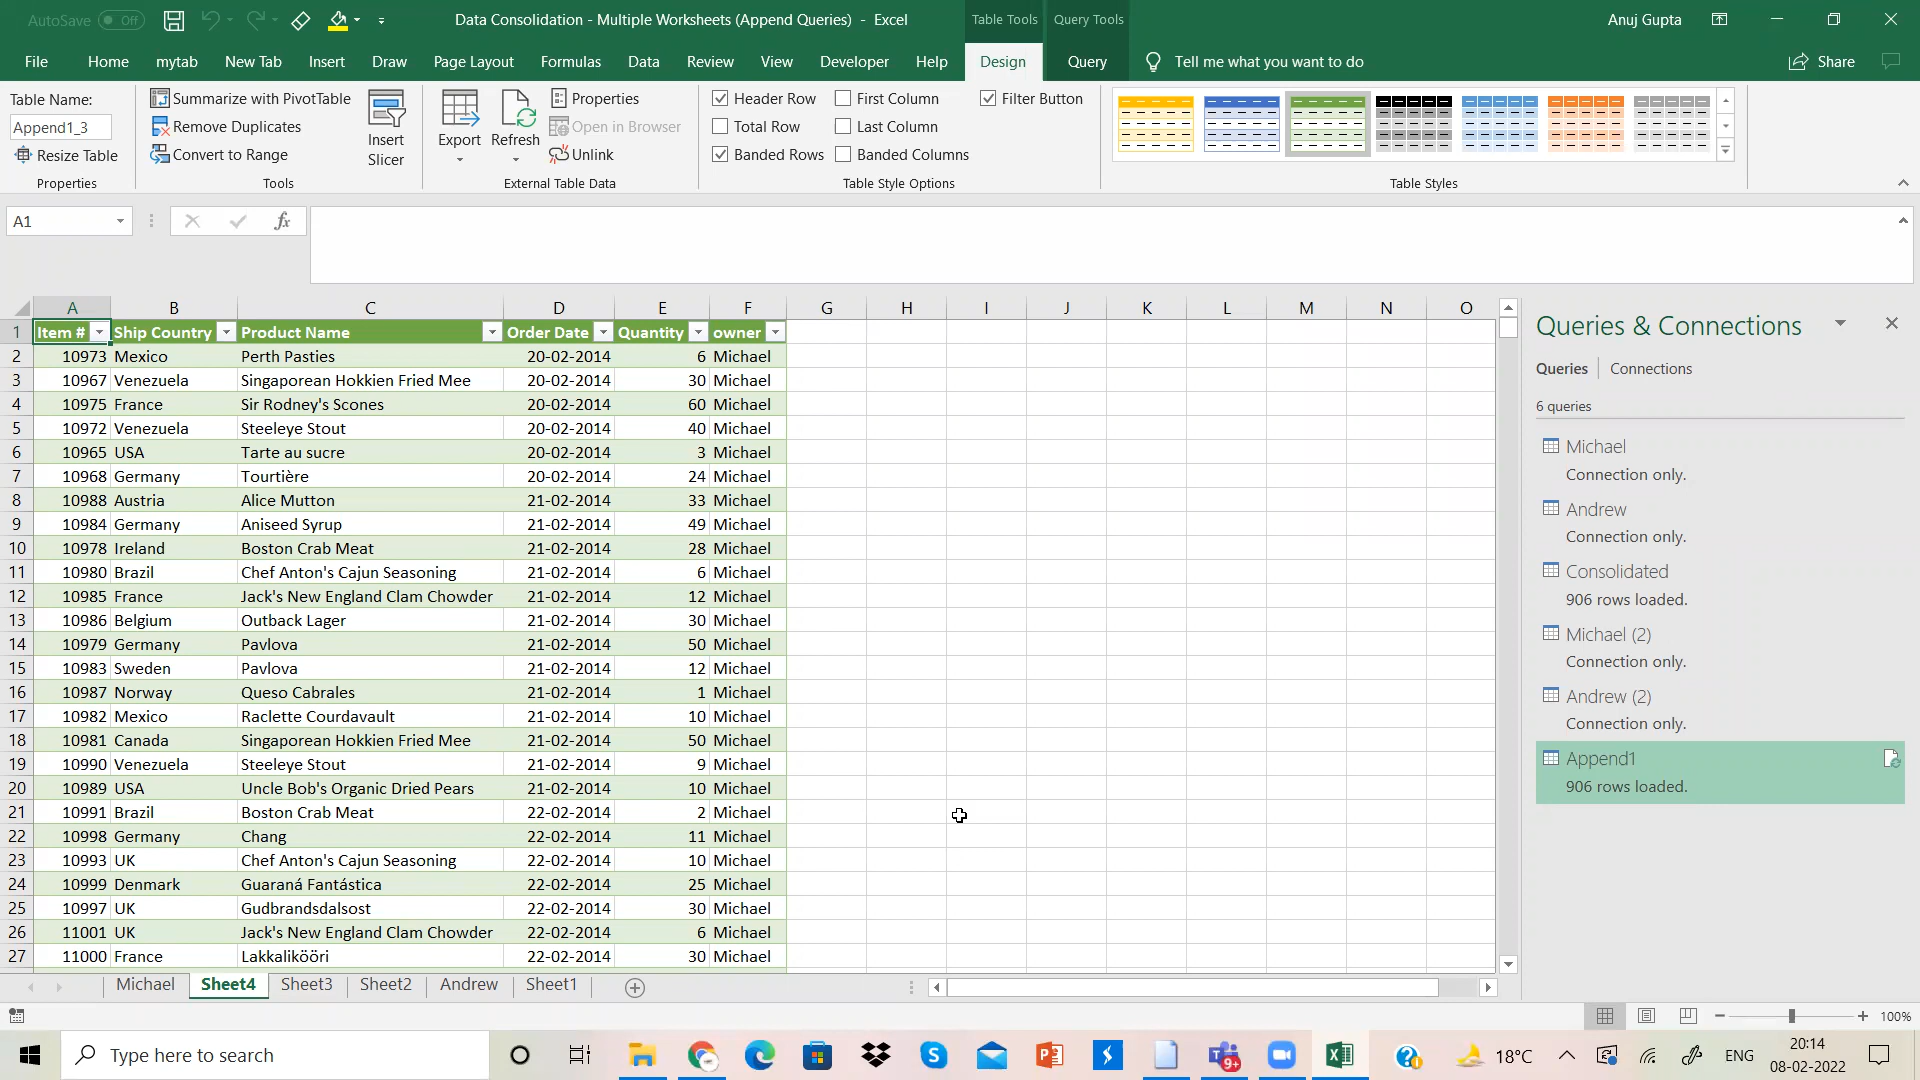 AutoSave Off
Data Consolidation - Multiple Worksheets (Append Queries) - Excel
Table Tools Query Tools
Anuj Gupta
File Home mytab New Tab Insert Draw Page Layout Formulas Data Review View Developer Help Design Query Tell me what you want to do Share
Table Name:
Append1_3
Resize Table
Properties
Summarize with PivotTable
Remove Duplicates
Convert to Range
Tools
Insert
Slicer
Export
Refresh
Properties
Open in Browser
Unlink
External Table Data
Header Row First Column Filter Button
Total Row Last Column
Banded Rows Banded Columns
Table Style Options
Table Styles
A1 fx
A B C D E F G H I J K L M N O
1 Item # Ship Country Product Name Order Date Quantity owner
2 10973 Mexico Perth Pasties 20-02-2014 6 Michael
3 10967 Venezuela Singaporean Hokkien Fried Mee 20-02-2014 30 Michael
4 10975 France Sir Rodney's Scones 20-02-2014 60 Michael
5 10972 Venezuela Steeleye Stout 20-02-2014 40 Michael
6 10965 USA Tarte au sucre 20-02-2014 3 Michael
7 10968 Germany Tourtière 20-02-2014 24 Michael
8 10988 Austria Alice Mutton 21-02-2014 33 Michael
9 10984 Germany Aniseed Syrup 21-02-2014 49 Michael
10 10978 Ireland Boston Crab Meat 21-02-2014 28 Michael
11 10980 Brazil Chef Anton's Cajun Seasoning 21-02-2014 6 Michael
12 10985 France Jack's New England Clam Chowder 21-02-2014 12 Michael
13 10986 Belgium Outback Lager 21-02-2014 30 Michael
14 10979 Germany Pavlova 21-02-2014 50 Michael
15 10983 Sweden Pavlova 21-02-2014 12 Michael
16 10987 Norway Queso Cabrales 21-02-2014 1 Michael
17 10982 Mexico Raclette Courdavault 21-02-2014 10 Michael
18 10981 Canada Singaporean Hokkien Fried Mee 21-02-2014 50 Michael
19 10990 Venezuela Steeleye Stout 21-02-2014 9 Michael
20 10989 USA Uncle Bob's Organic Dried Pears 21-02-2014 10 Michael
21 10991 Brazil Boston Crab Meat 22-02-2014 2 Michael
22 10998 Germany Chang 22-02-2014 11 Michael
23 10993 UK Chef Anton's Cajun Seasoning 22-02-2014 10 Michael
24 10999 Denmark Guaraná Fantástica 22-02-2014 25 Michael
25 10997 UK Gudbrandsdalsost 22-02-2014 30 Michael
26 11001 UK Jack's New England Clam Chowder 22-02-2014 6 Michael
27 11000 France Lakkalikööri 22-02-2014 30 Michael
Queries & Connections
Queries Connections
6 queries
Michael
Connection only.
Andrew
Connection only.
Consolidated
906 rows loaded.
Michael (2)
Connection only.
Andrew (2)
Connection only.
Append1
906 rows loaded.
Michael Sheet4 Sheet3 Sheet2 Andrew Sheet1
100%
Type here to search
9+
18°C
ENG
20:14
08-02-2022